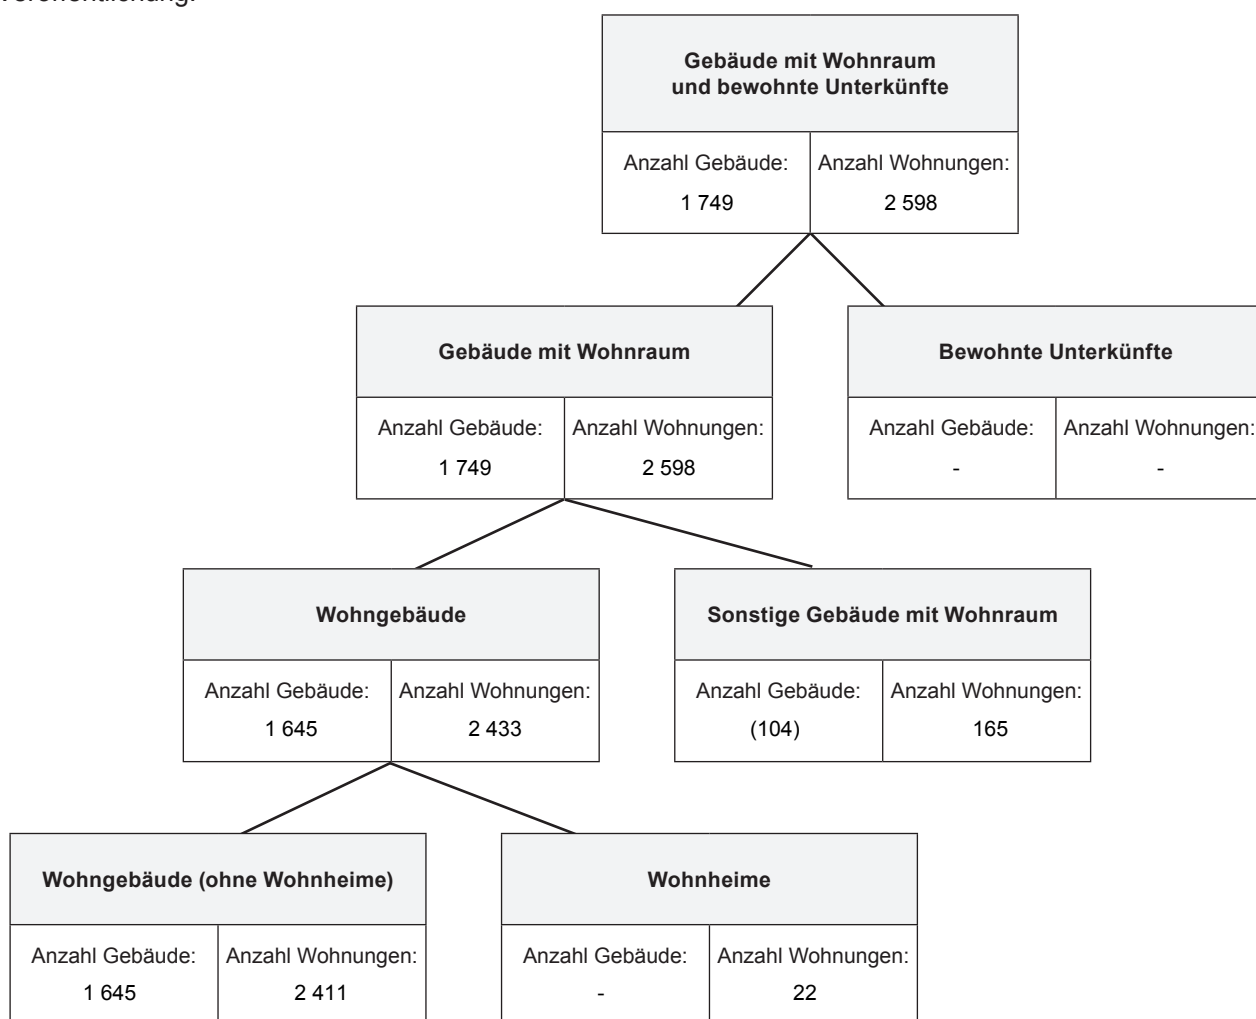 Veröffentlichung.
Gebäude mit Wohnraum
und bewohnte Unterkünfte
Anzahl Gebäude: Anzahl Wohnungen:
1 749 2 598
Gebäude mit Wohnraum Bewohnte Unterkünfte
Anzahl Gebäude: Anzahl Wohnungen: Anzahl Gebäude: Anzahl Wohnungen:
1 749 2 598 - -
Wohngebäude Sonstige Gebäude mit Wohnraum
Anzahl Gebäude: Anzahl Wohnungen: Anzahl Gebäude: Anzahl Wohnungen:
1 645 2 433 (104) 165
Wohngebäude (ohne Wohnheime) Wohnheime
Anzahl Gebäude: Anzahl Wohnungen: Anzahl Gebäude: Anzahl Wohnungen:
1 645 2 411 - 22